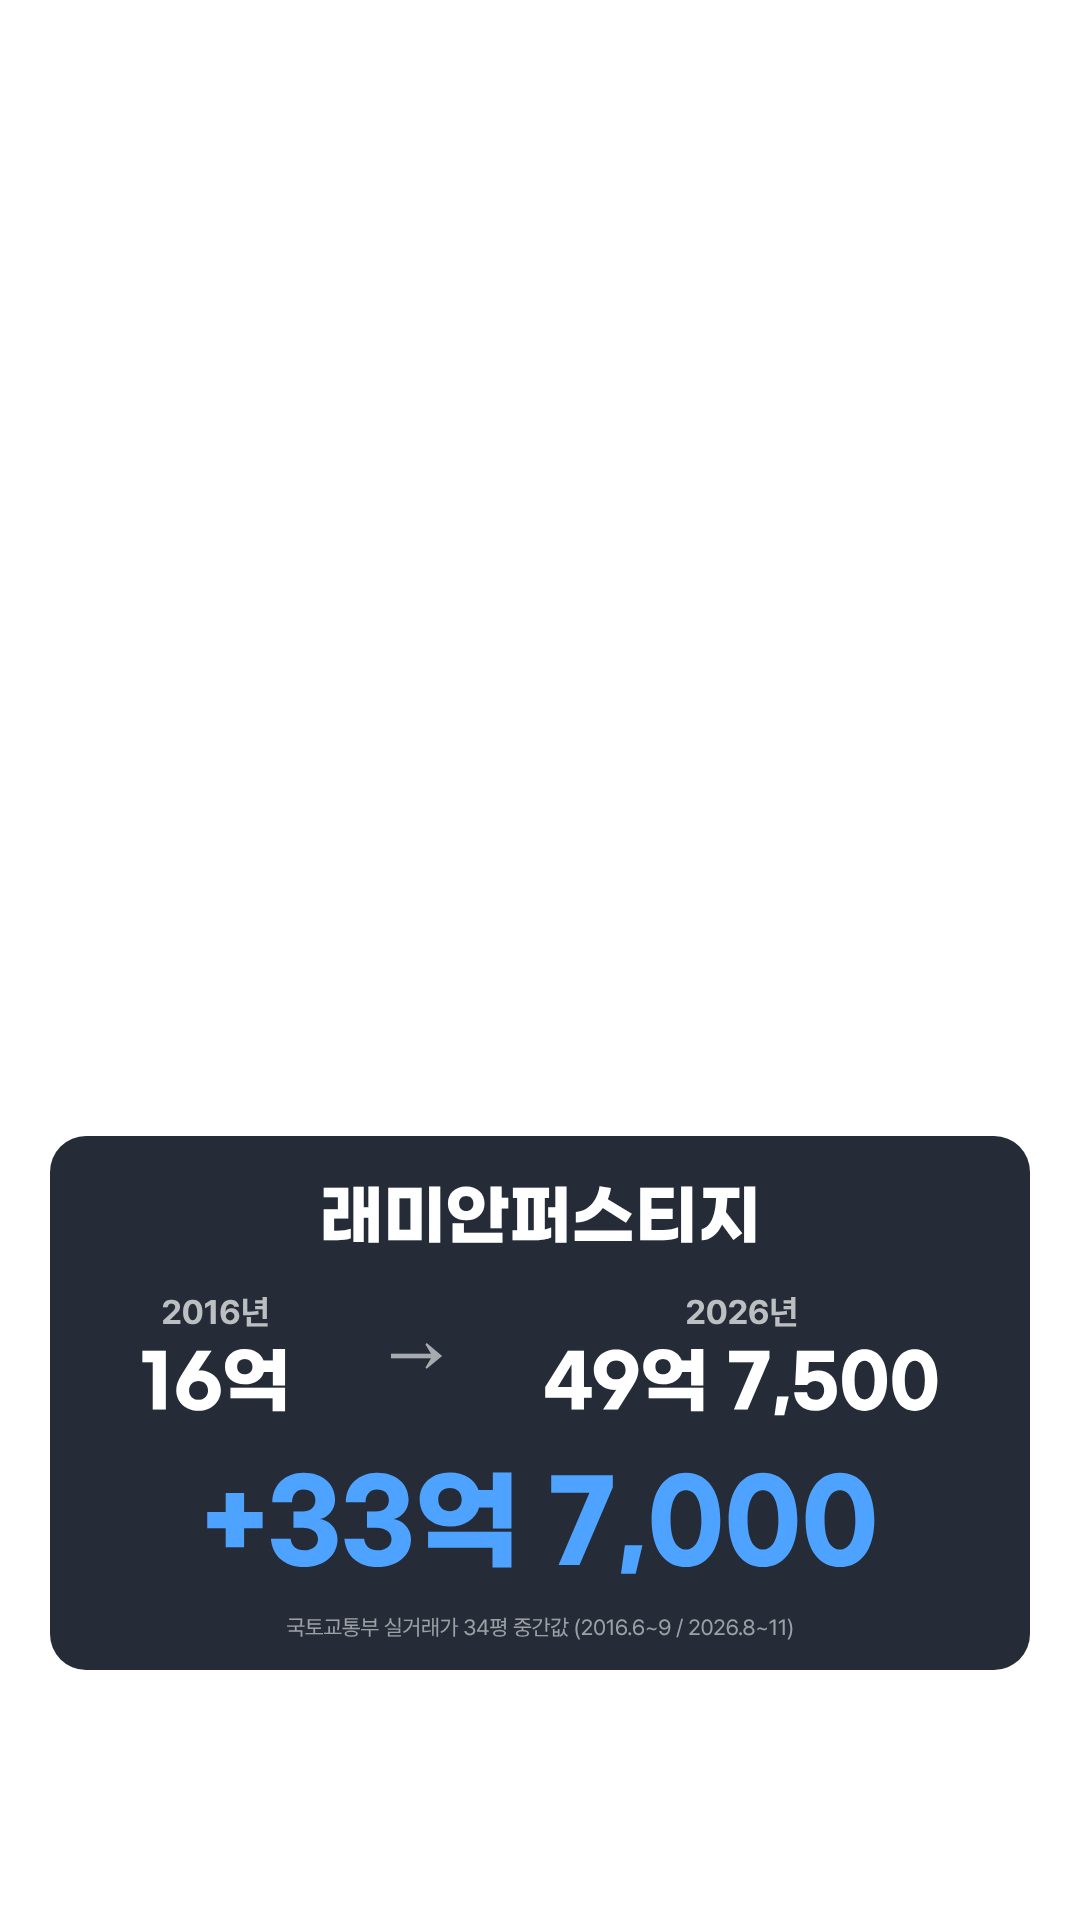 래미안퍼스티지
2016년
16억
→
2026년
49억 7,500
+33억 7,000
국토교통부 실거래가 34평 중간값 (2016.6~9 / 2026.8~11)